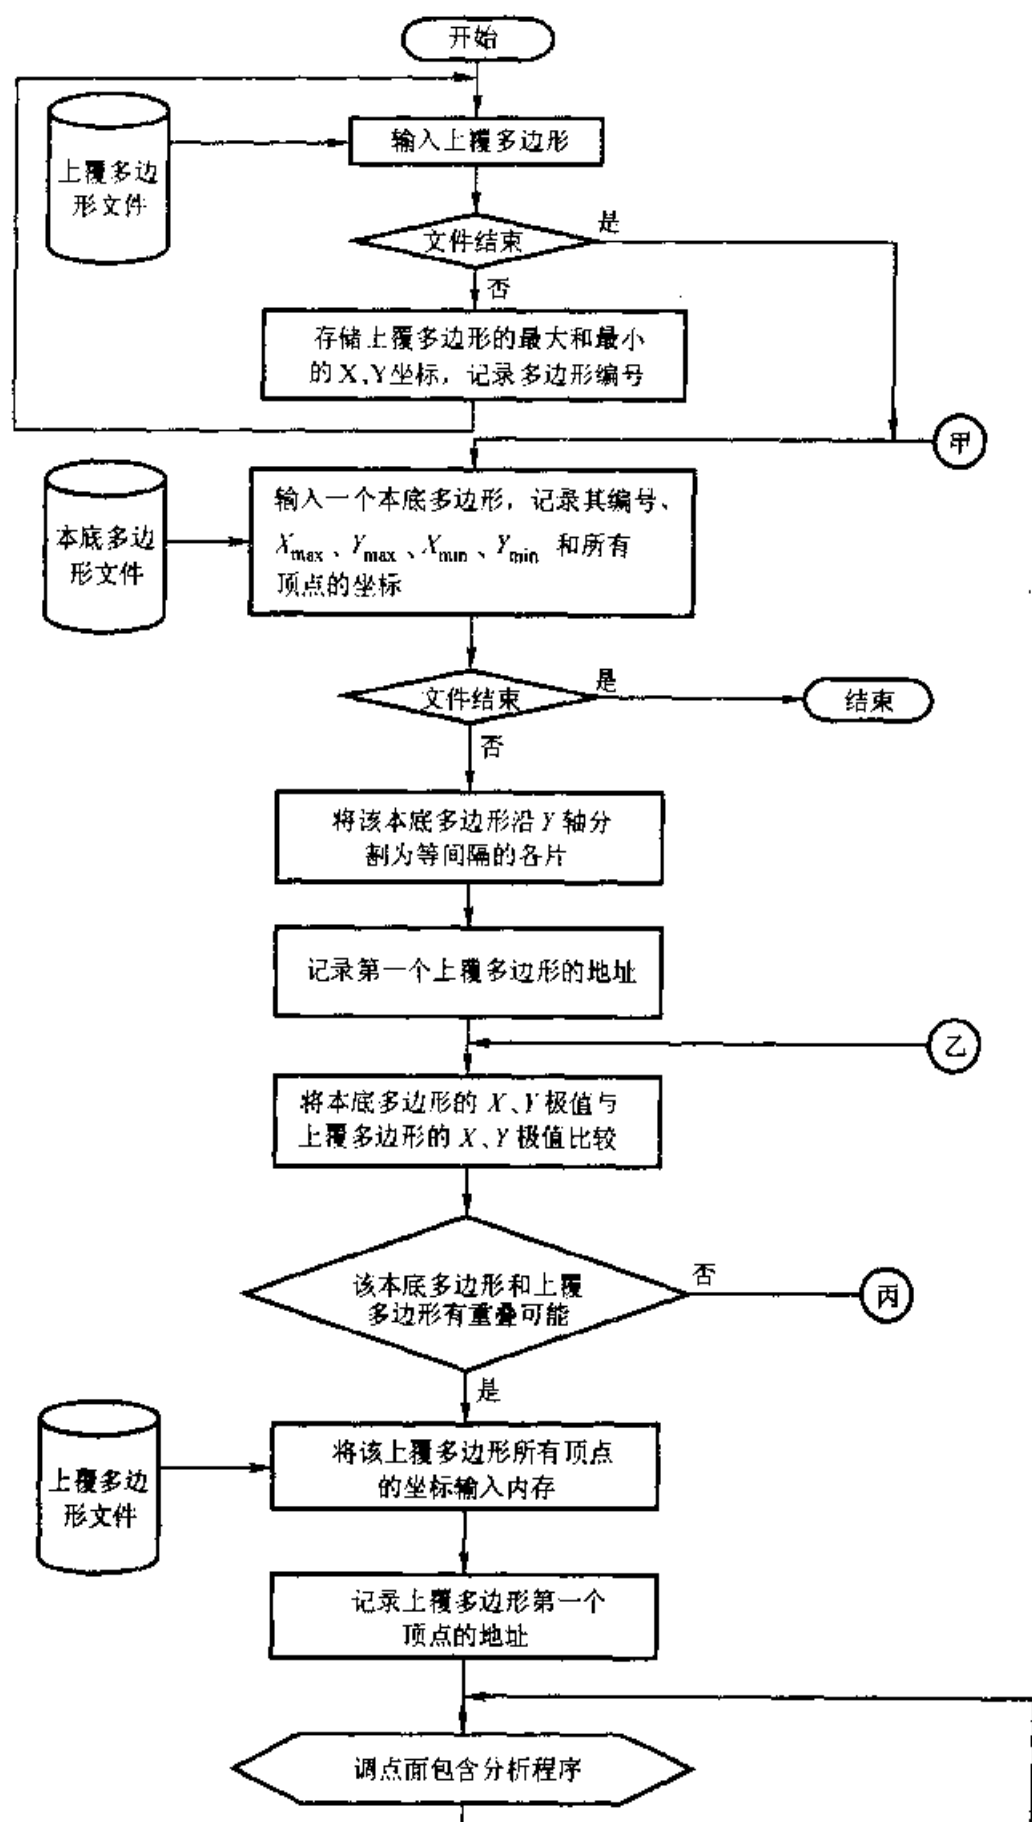 开始
输入上覆多边形
上覆多边
形文件
文件结束
是
否
存储上覆多边形的最大和最小
的X、Y坐标，记录多边形编号
甲
本底多边
形文件
输入一个本底多边形，记录其编号、
Xmax、Ymax、Xmin、Ymin 和所有
顶点的坐标
文件结束
是
结束
否
将该本底多边形沿 Y 轴分
割为等间隔的各片
记录第一个上覆多边形的地址
乙
将本底多边形的 X、Y 极值与
上覆多边形的 X、Y 极值比较
该本底多边形和上覆
多边形有重叠可能
否
丙
是
上覆多边
形文件
将该上覆多边形所有顶点
的坐标输入内存
记录上覆多边形第一个
顶点的地址
调点面包含分析程序